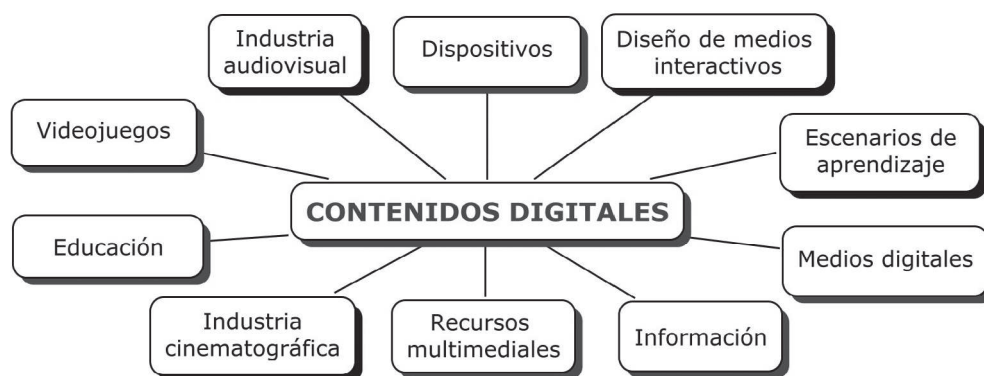 Industria
audiovisual
Dispositivos
Diseño de medios
interactivos
Videojuegos
Escenarios de
aprendizaje
CONTENIDOS DIGITALES
Educación
Medios digitales
Industria
cinematográfica
Recursos
multimediales
Información